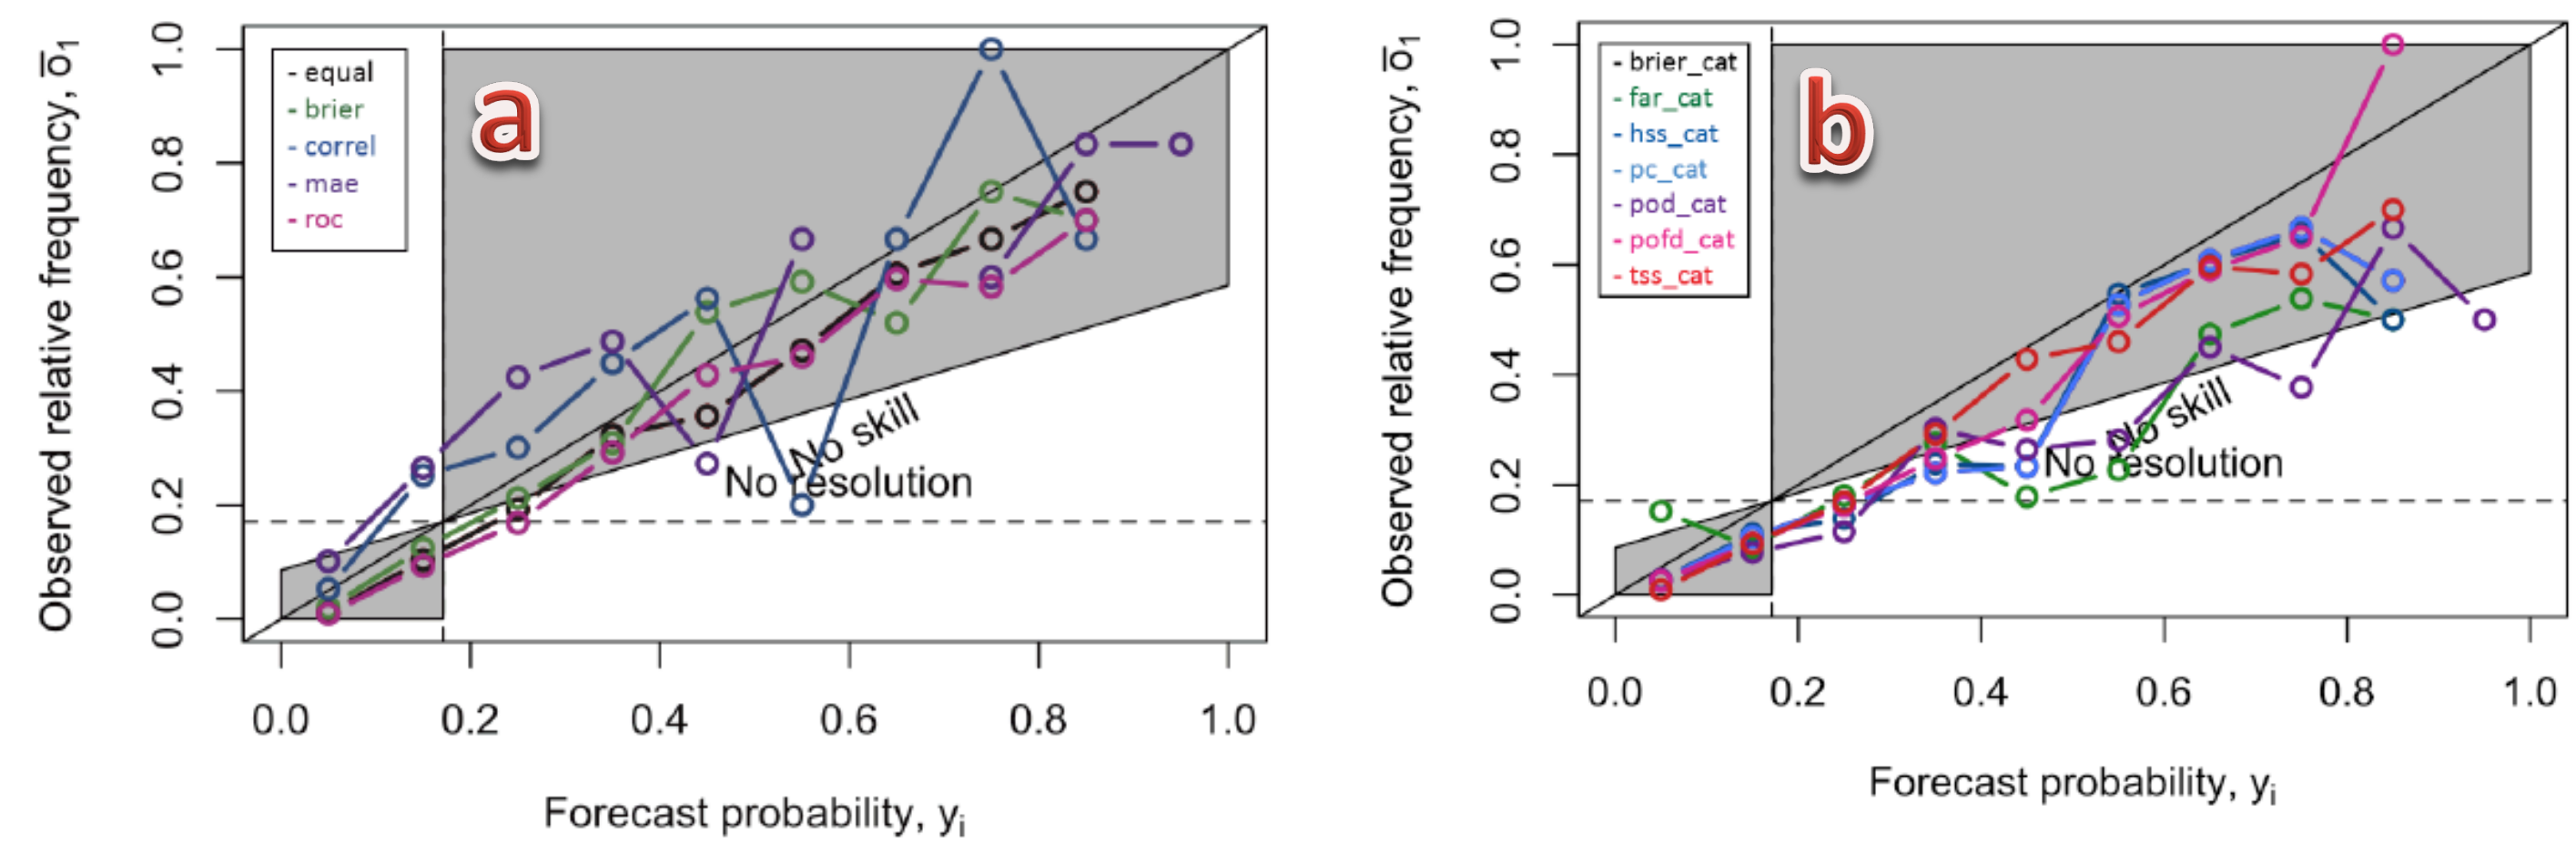 a
- equal
- brier
- correl
- mae
- roc
No skill
No resolution
Observed relative frequency, o̅₁
0.0 0.2 0.4 0.6 0.8 1.0
0.0 0.2 0.4 0.6 0.8 1.0
Forecast probability, yᵢ
b
- brier_cat
- far_cat
- hss_cat
- pc_cat
- pod_cat
- pofd_cat
- tss_cat
No skill
No resolution
Observed relative frequency, o̅₁
0.0 0.2 0.4 0.6 0.8 1.0
0.0 0.2 0.4 0.6 0.8 1.0
Forecast probability, yᵢ